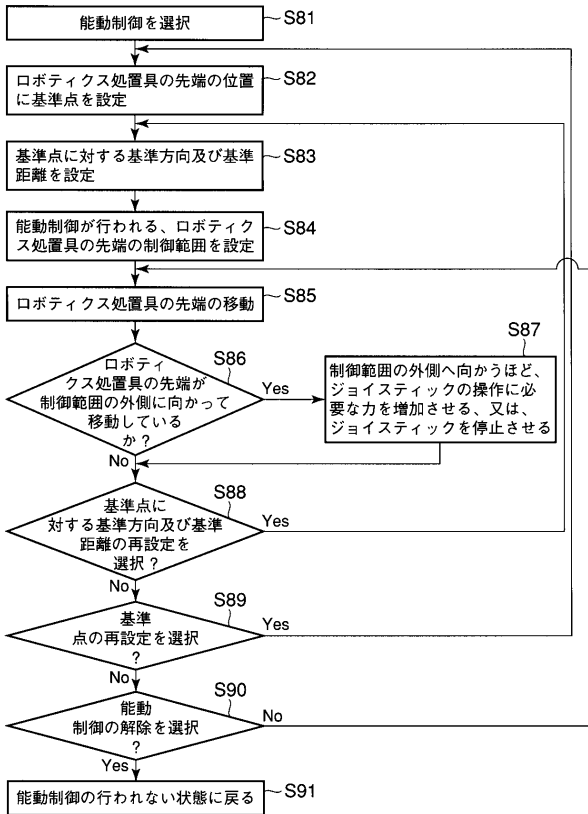 能動制御を選択
S81
ロボティクス処置具の先端の位置
に基準点を設定
S82
基準点に対する基準方向及び基準
距離を設定
S83
能動制御が行われる、ロボティク
ス処置具の先端の制御範囲を設定
S84
ロボティクス処置具の先端の移動
S85
ロボティ
クス処置具の先端が
制御範囲の外側に向かって
移動している
か?
S86
Yes
No
制御範囲の外側へ向かうほど、
ジョイスティックの操作に必
要な力を増加させる、又は、
ジョイスティックを停止させる
S87
基準点に
対する基準方向及び基準
距離の再設定を
選択?
S88
Yes
No
基準
点の再設定を選択
?
S89
Yes
No
能動
制御の解除を選択
?
S90
No
Yes
能動制御の行われない状態に戻る
S91